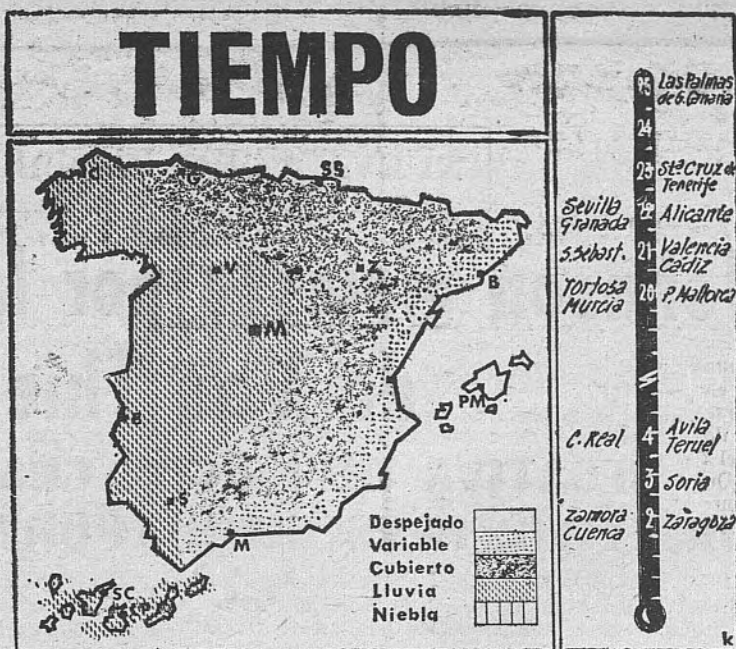 TIEMPO
C
G
SS
V
Z
B
M
PM
B
S
M
SC
Despejado
Variable
Cubierto
Lluvia
Niebla
25 Las Palmas
de G. Canaria
24
23 Sta Cruz de
Tenerife
Sevilla
Granada
22 Alicante
S. Sebast.
21 Valencia
Cádiz
Tortosa
Murcia
20 P. Mallorca
C. Real
4 Avila
Teruel
3 Soria
Zamora
Cuenca
2 Zaragoza
k